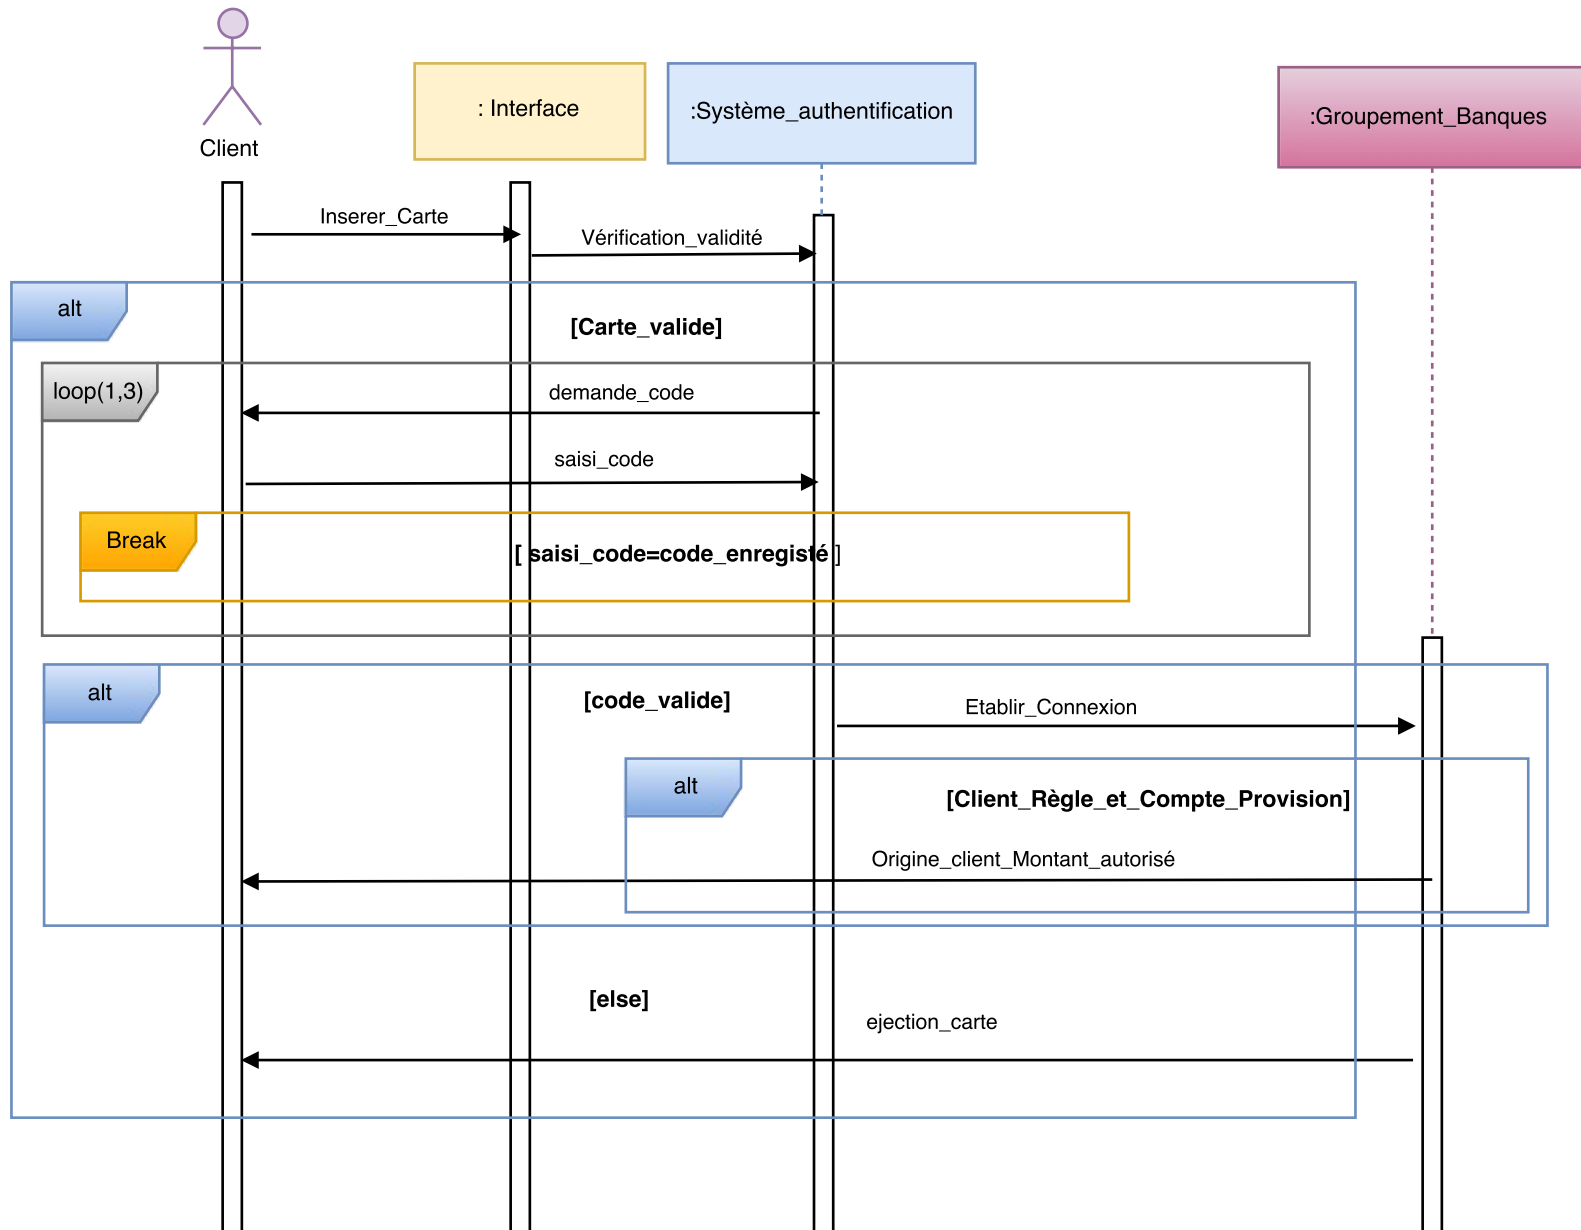 Client
: Interface
:Système_authentification
:Groupement_Banques
Inserer_Carte
Vérification_validité
alt
[Carte_valide]
loop(1,3)
demande_code
saisi_code
Break
[ saisi_code=code_enregisté ]
alt
[code_valide]
Etablir_Connexion
alt
[Client_Règle_et_Compte_Provision]
Origine_client_Montant_autorisé
[else]
ejection_carte